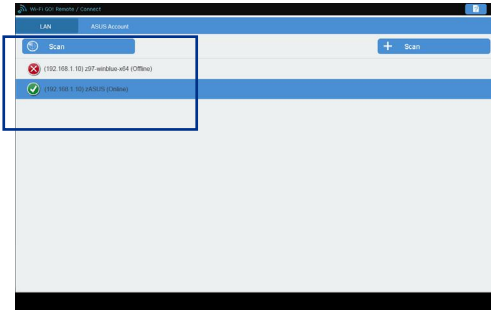 Wi-Fi GO! Remote / Connect
LAN ASUS Account
Scan + Scan
(192.168.1.10) z97-winblue-x64 (Offline)
(192.168.1.10) zASUS (Online)